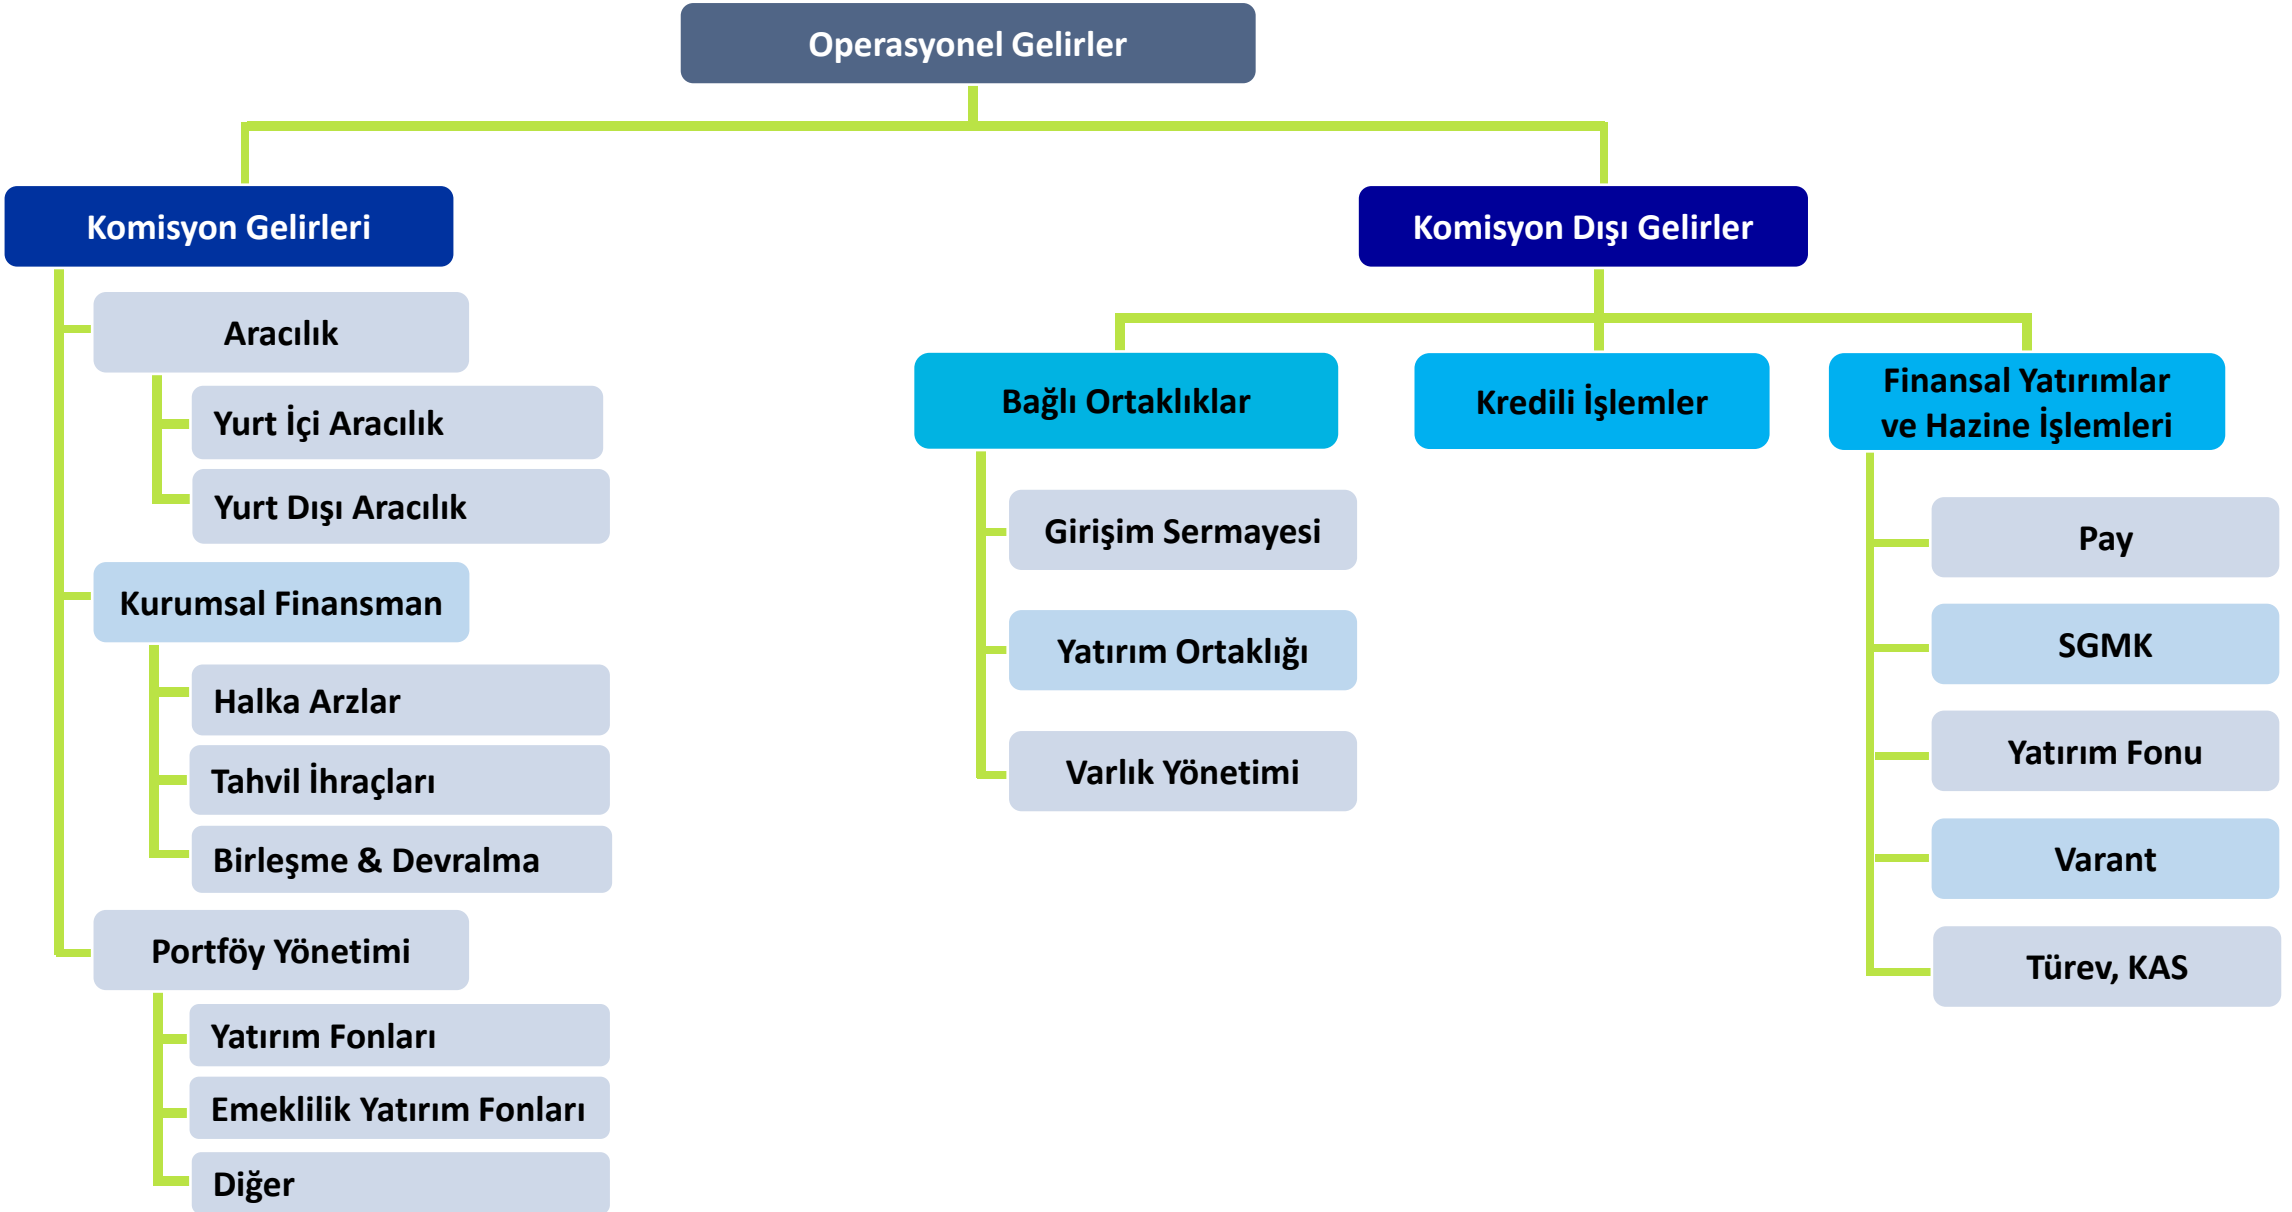 Operasyonel Gelirler
Komisyon Gelirleri
Aracılık
Yurt İçi Aracılık
Yurt Dışı Aracılık
Kurumsal Finansman
Halka Arzlar
Tahvil İhraçları
Birleşme & Devralma
Portföy Yönetimi
Yatırım Fonları
Emeklilik Yatırım Fonları
Diğer
Komisyon Dışı Gelirler
Bağlı Ortaklıklar
Girişim Sermayesi
Yatırım Ortaklığı
Varlık Yönetimi
Kredili İşlemler
Finansal Yatırımlar
ve Hazine İşlemleri
Pay
SGMK
Yatırım Fonu
Varant
Türev, KAS